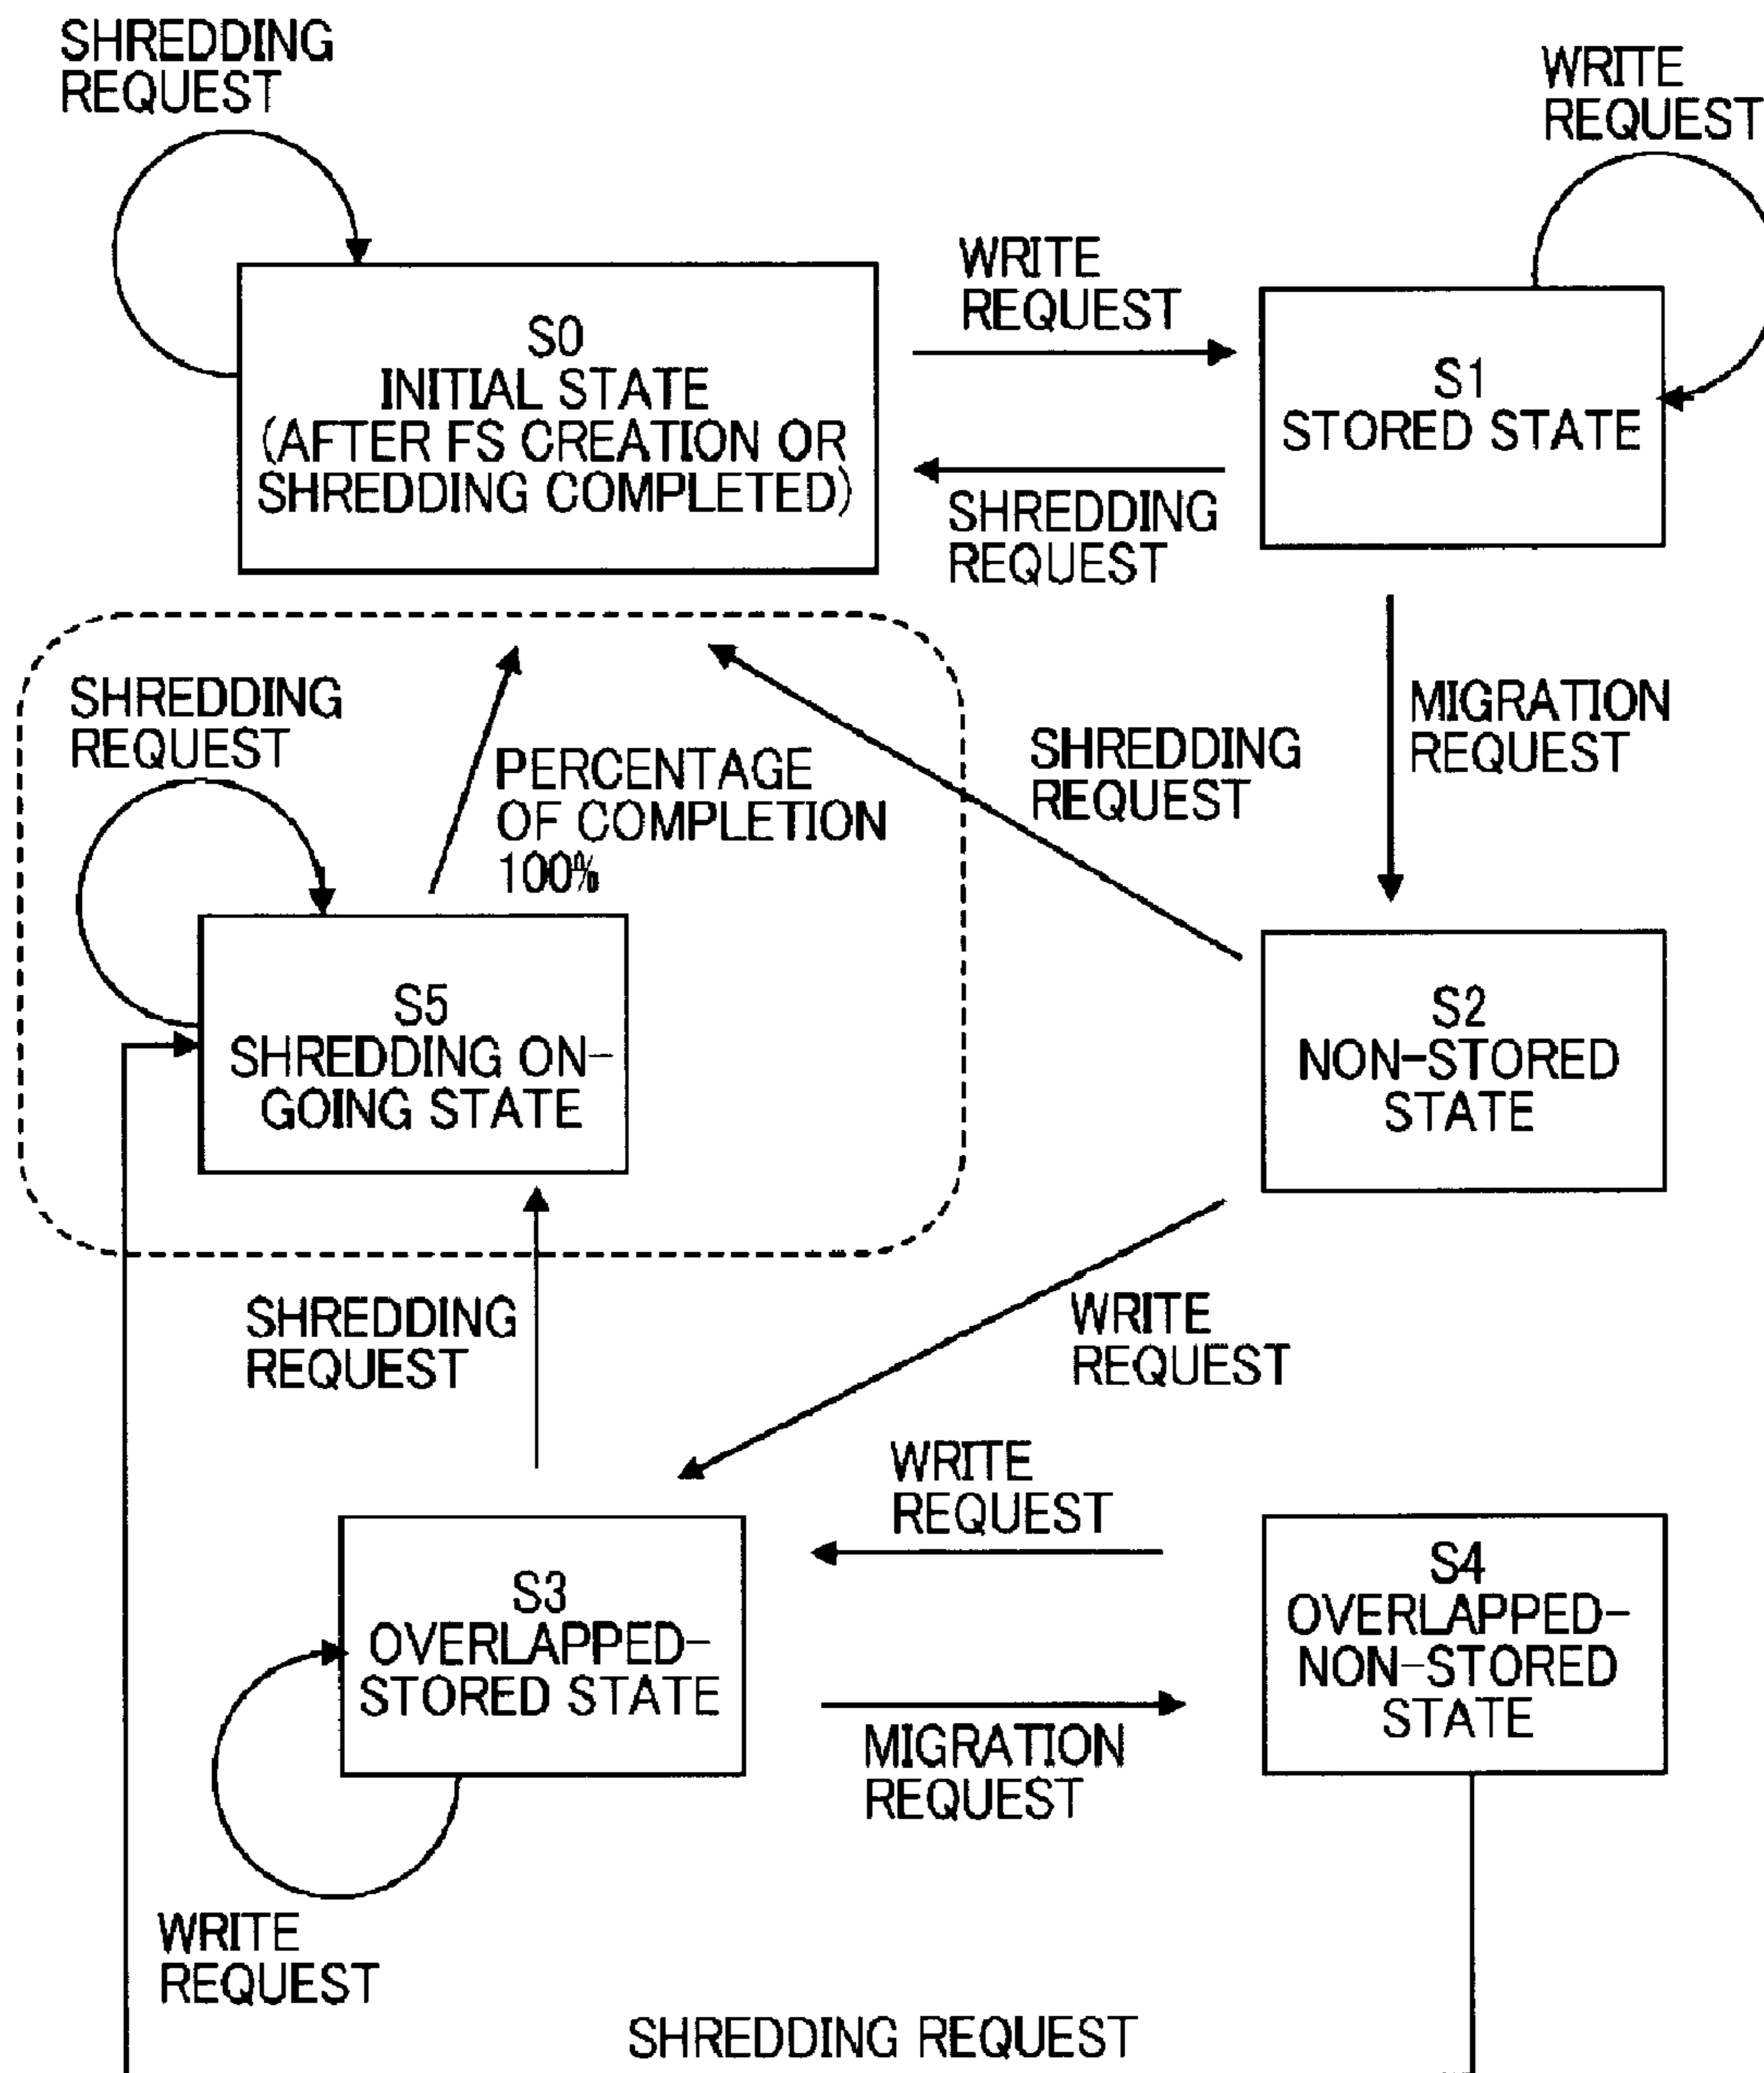 SHREDDING
REQUEST
WRITE
REQUEST
WRITE
REQUEST
S0
INITIAL STATE
(AFTER FS CREATION OR
SHREDDING COMPLETED)
S1
STORED STATE
SHREDDING
REQUEST
SHREDDING
REQUEST
PERCENTAGE
OF COMPLETION
100%
SHREDDING
REQUEST
MIGRATION
REQUEST
S5
SHREDDING ON-
GOING STATE
S2
NON-STORED
STATE
SHREDDING
REQUEST
WRITE
REQUEST
WRITE
REQUEST
S3
OVERLAPPED-
STORED STATE
S4
OVERLAPPED-
NON-STORED
STATE
MIGRATION
REQUEST
WRITE
REQUEST
SHREDDING REQUEST